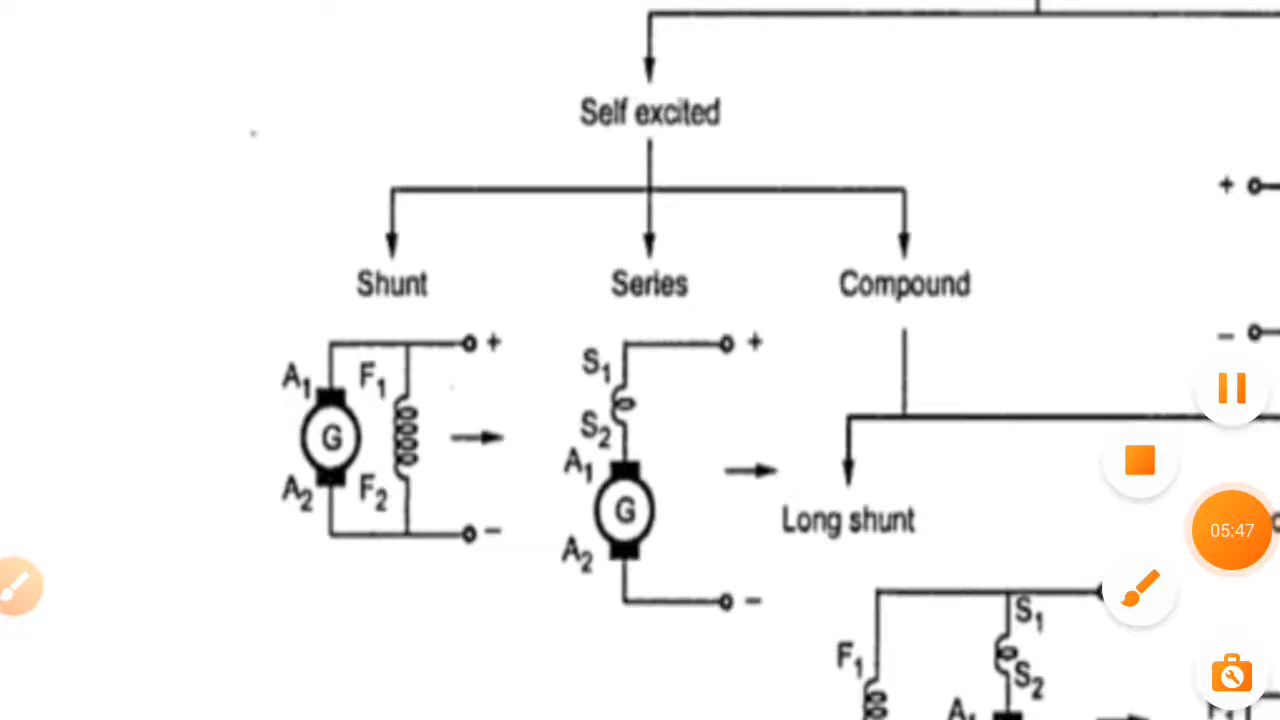 Self excited
Shunt
Series
Compound
+
−
A1
F1
G
A2
F2
+
−
S1
S2
A1
G
A2
+
−
Long shunt
F1
S1
S2
A1
05:47